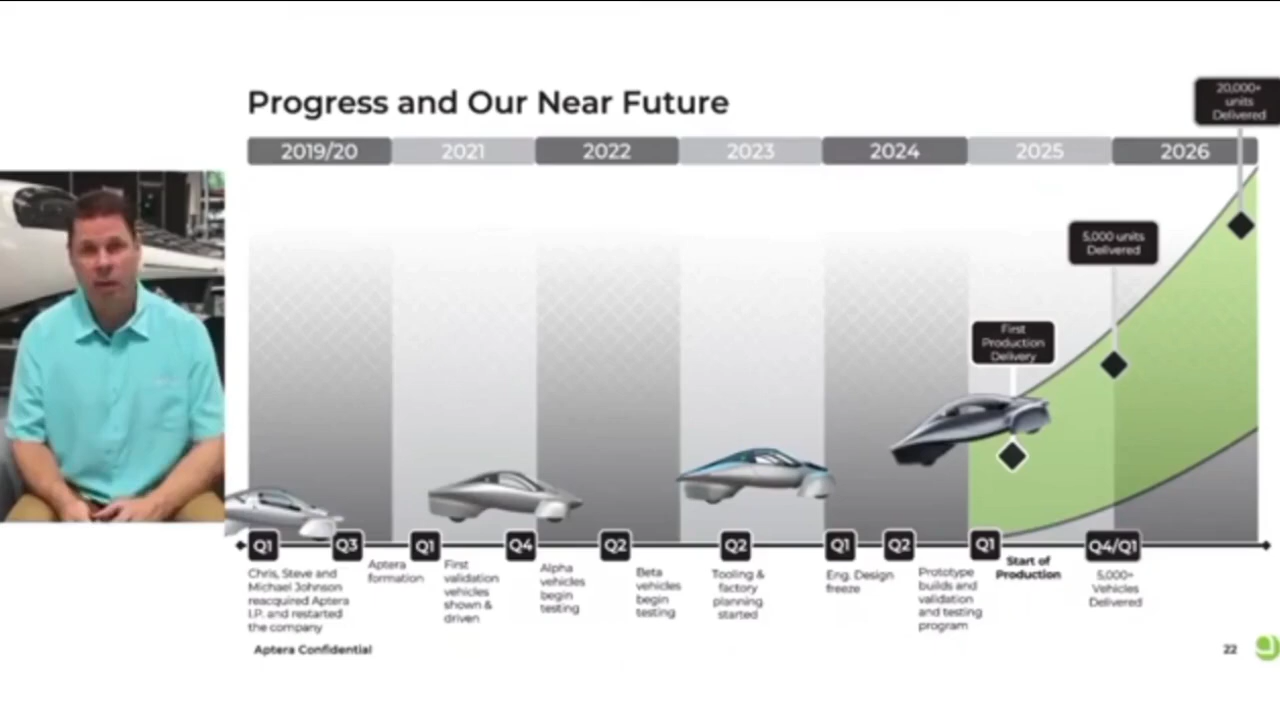 Progress and Our Near Future
2019/20
2021
2022
2023
2024
2025
2026
20,000+
units
Delivered
5,000 units
Delivered
First
Production
Delivery
Q1
Q3
Q1
Q4
Q2
Q2
Q1
Q2
Q1
Q4/Q1
Chris, Steve and
Michael Johnson
reacquired Aptera
I.P. and restarted
the company
Aptera
formation
First
validation
vehicles
shown &
driven
Alpha
vehicles
begin
testing
Beta
vehicles
begin
testing
Tooling &
factory
planning
started
Eng. Design
freeze
Prototype
builds and
validation
and testing
program
Start of
Production
5,000+
Vehicles
Delivered
Aptera Confidential
22